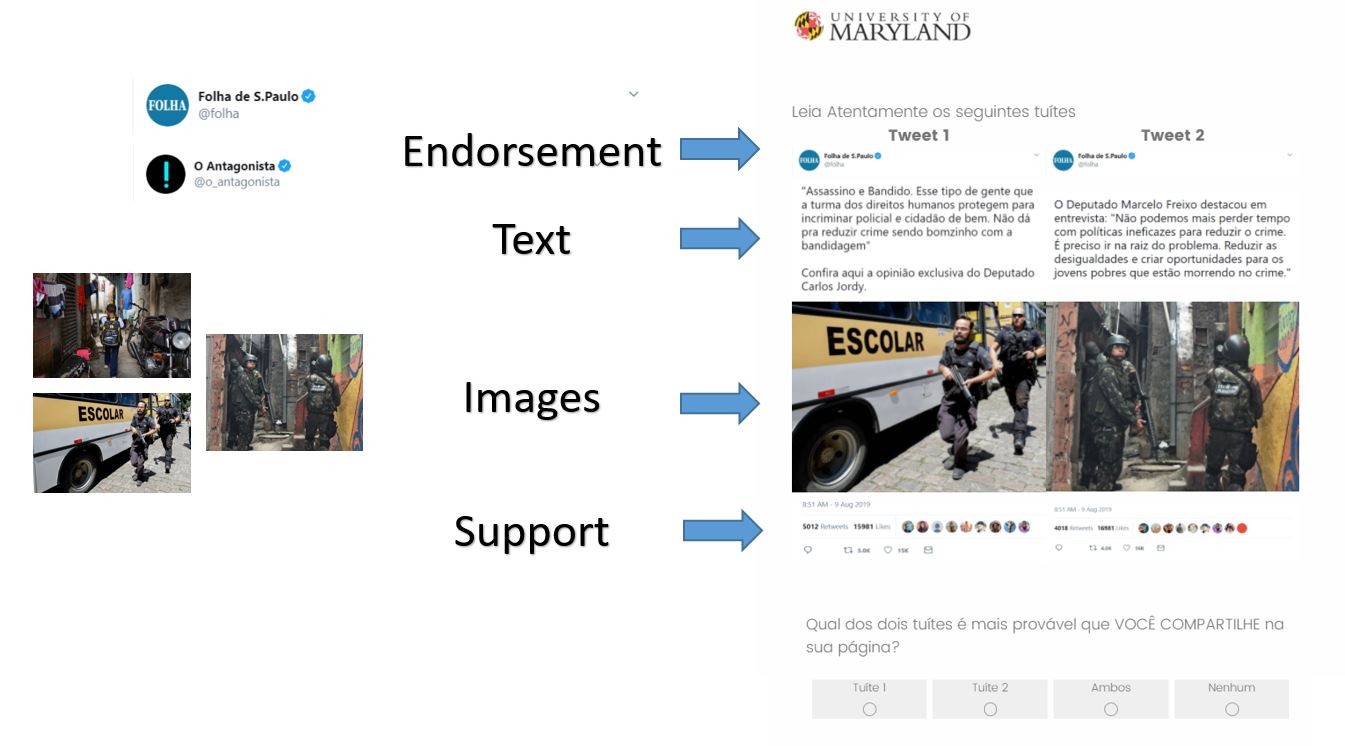 UNIVERSITY OF
MARYLAND
FOLHA
Folha de S.Paulo
@folha
O Antagonista
@o_antagonista
Endorsement
Text
Images
Support
ESCOLAR
Leia Atentamente os seguintes tuítes
Tweet 1
FOLHA
Folha de S.Paulo
@folha
"Assassino e Bandido. Esse tipo de gente que
a turma dos direitos humanos protegem para
incriminar policial e cidadão de bem. Não dá
pra reduzir crime sendo bomzinho com a
bandidagem"
Confira aqui a opinião exclusiva do Deputado
Carlos Jordy.
ESCOLAR
8:51 AM - 9 Aug 2019
5012 Retweets 15981 Likes
5.0K 15K
Tweet 2
FOLHA
Folha de S.Paulo
@folha
O Deputado Marcelo Freixo destacou em
entrevista: "Não podemos mais perder tempo
com políticas ineficazes para reduzir o crime.
É preciso ir na raiz do problema. Reduzir as
desigualdades e criar oportunidades para os
jovens pobres que estão morrendo no crime."
8:51 AM - 9 Aug 2019
4018 Retweets 16981 Likes
4.0K 16K
Qual dos dois tuítes é mais provável que VOCÊ COMPARTILHE na
sua página?
Tuíte 1
Tuíte 2
Ambos
Nenhum